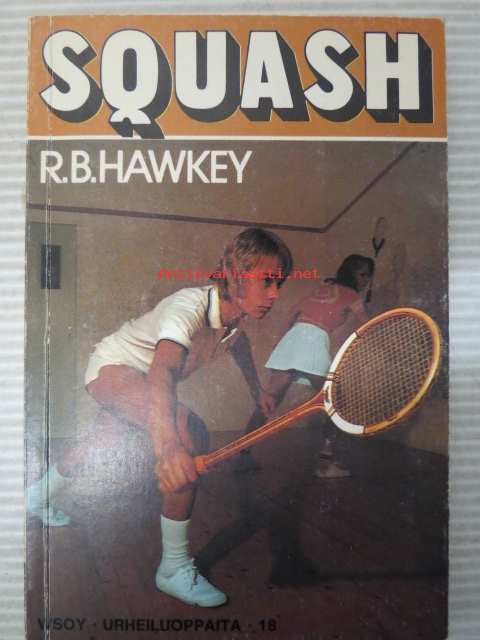 SQUASH
R.B.HAWKEY
antikvariaatti.net
WSOY · URHEILUOPPAITA · 18